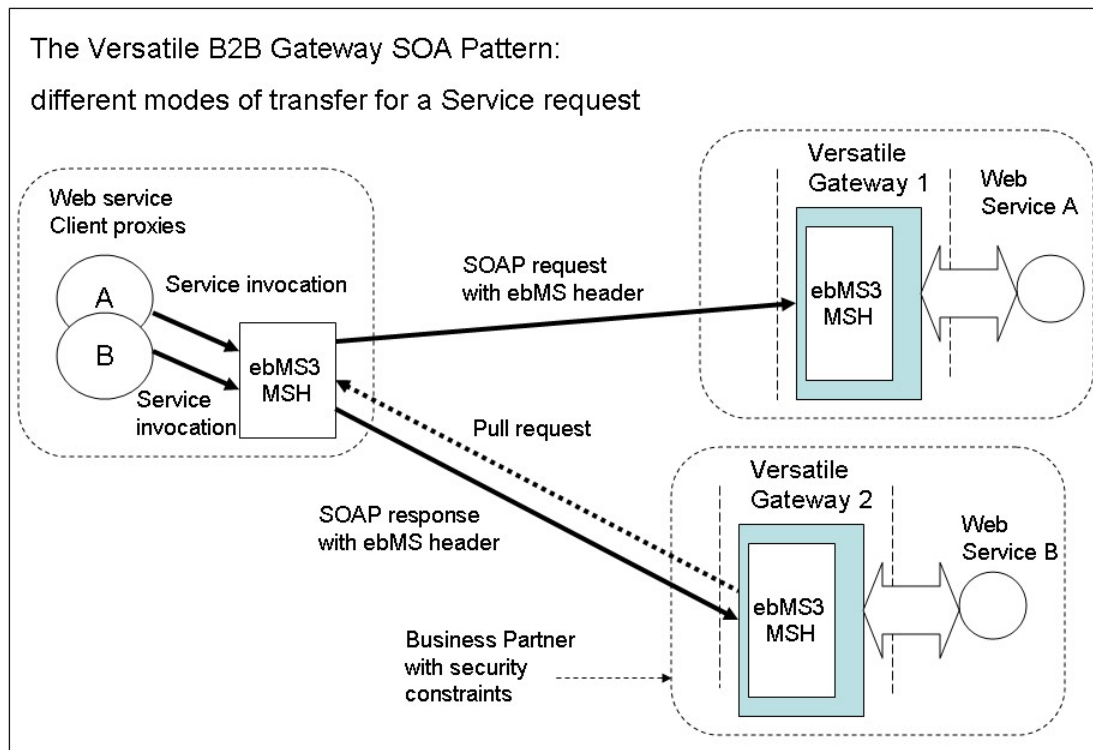 The Versatile B2B Gateway SOA Pattern:
different modes of transfer for a Service request
Web service
Client proxies
A
B
Service invocation
Service
invocation
ebMS3
MSH
SOAP request
with ebMS header
Pull request
SOAP response
with ebMS header
Versatile
Gateway 1
ebMS3
MSH
Web
Service A
Versatile
Gateway 2
ebMS3
MSH
Web
Service B
Business Partner
with security
constraints